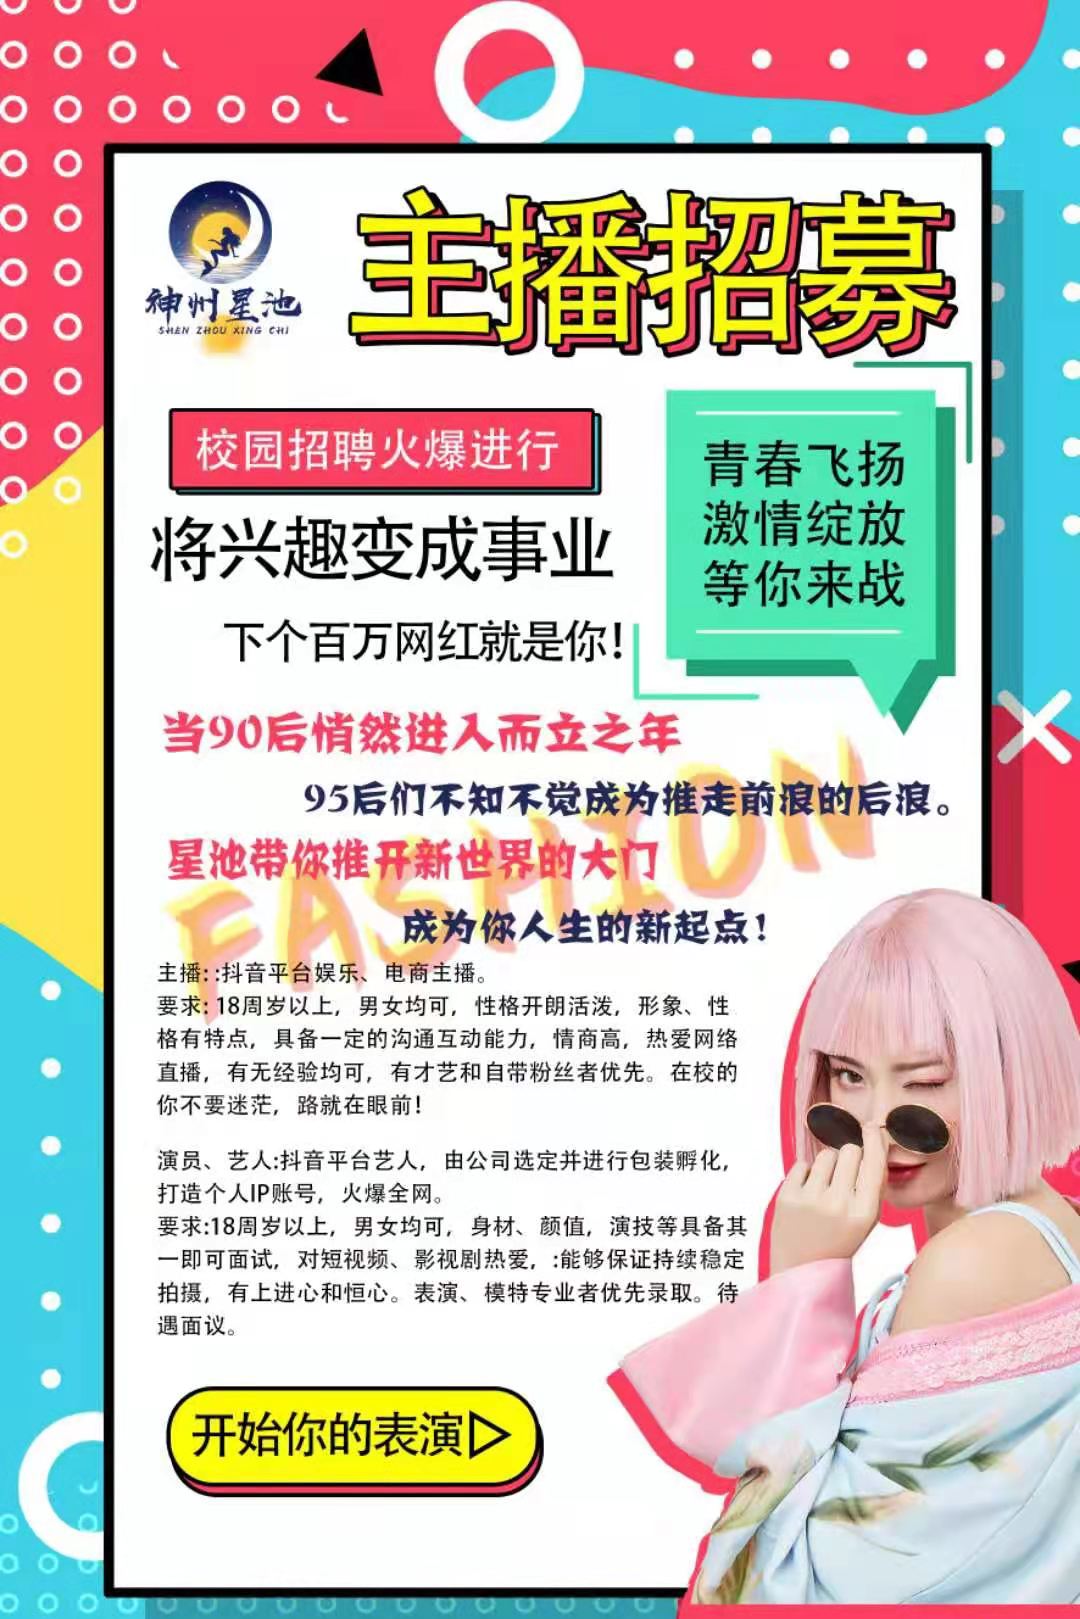 神州星池
SHEN ZHOU XING CHI
主播招募
校园招聘火爆进行
将兴趣变成事业
下个百万网红就是你！
青春飞扬
激情绽放
等你来战
当90后悄然进入而立之年
95后们不知不觉成为推走前浪的后浪。
星池带你推开新世界的大门
成为你人生的新起点！
FASHION
主播: :抖音平台娱乐、电商主播。
要求: 18周岁以上，男女均可，性格开朗活泼，形象、性
格有特点，具备一定的沟通互动能力，情商高，热爱网络
直播，有无经验均可，有才艺和自带粉丝者优先。在校的
你不要迷茫，路就在眼前！
演员、艺人:抖音平台艺人，由公司选定并进行包装孵化，
打造个人IP账号，火爆全网。
要求:18周岁以上，男女均可，身材、颜值，演技等具备其
一即可面试，对短视频、影视剧热爱，:能够保证持续稳定
拍摄，有上进心和恒心。表演、模特专业者优先录取。待
遇面议。
开始你的表演